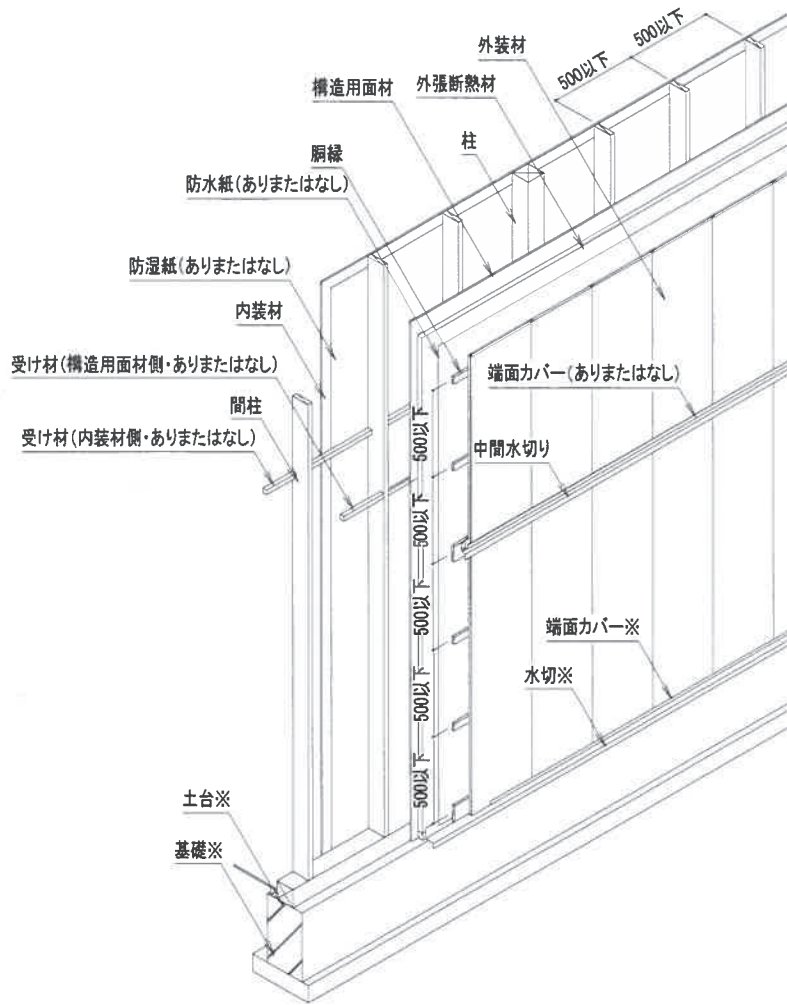 500以下
500以下
外装材
構造用面材
外張断熱材
胴縁
柱
防水紙(ありまたはなし)
防湿紙(ありまたはなし)
内装材
受け材(構造用面材側・ありまたはなし)
間柱
受け材(内装材側・ありまたはなし)
端面カバー(ありまたはなし)
中間水切り
500以下
500以下
500以下
500以下
500以下
端面カバー※
水切※
土台※
基礎※